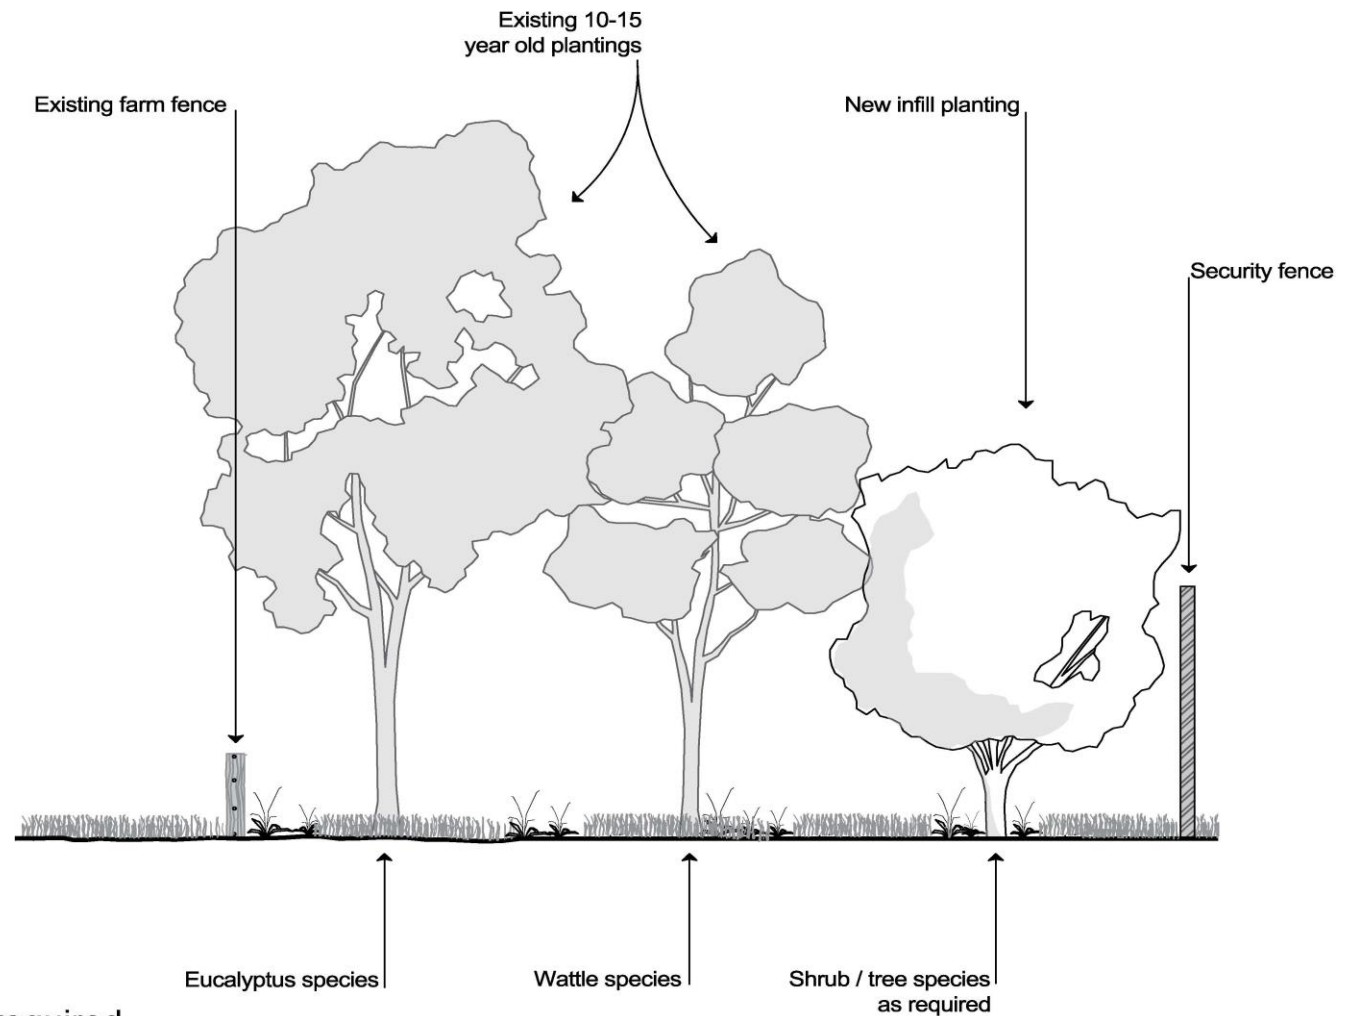 Existing 10-15
year old plantings
Existing farm fence
New infill planting
Security fence
Eucalyptus species
Wattle species
Shrub / tree species
as required